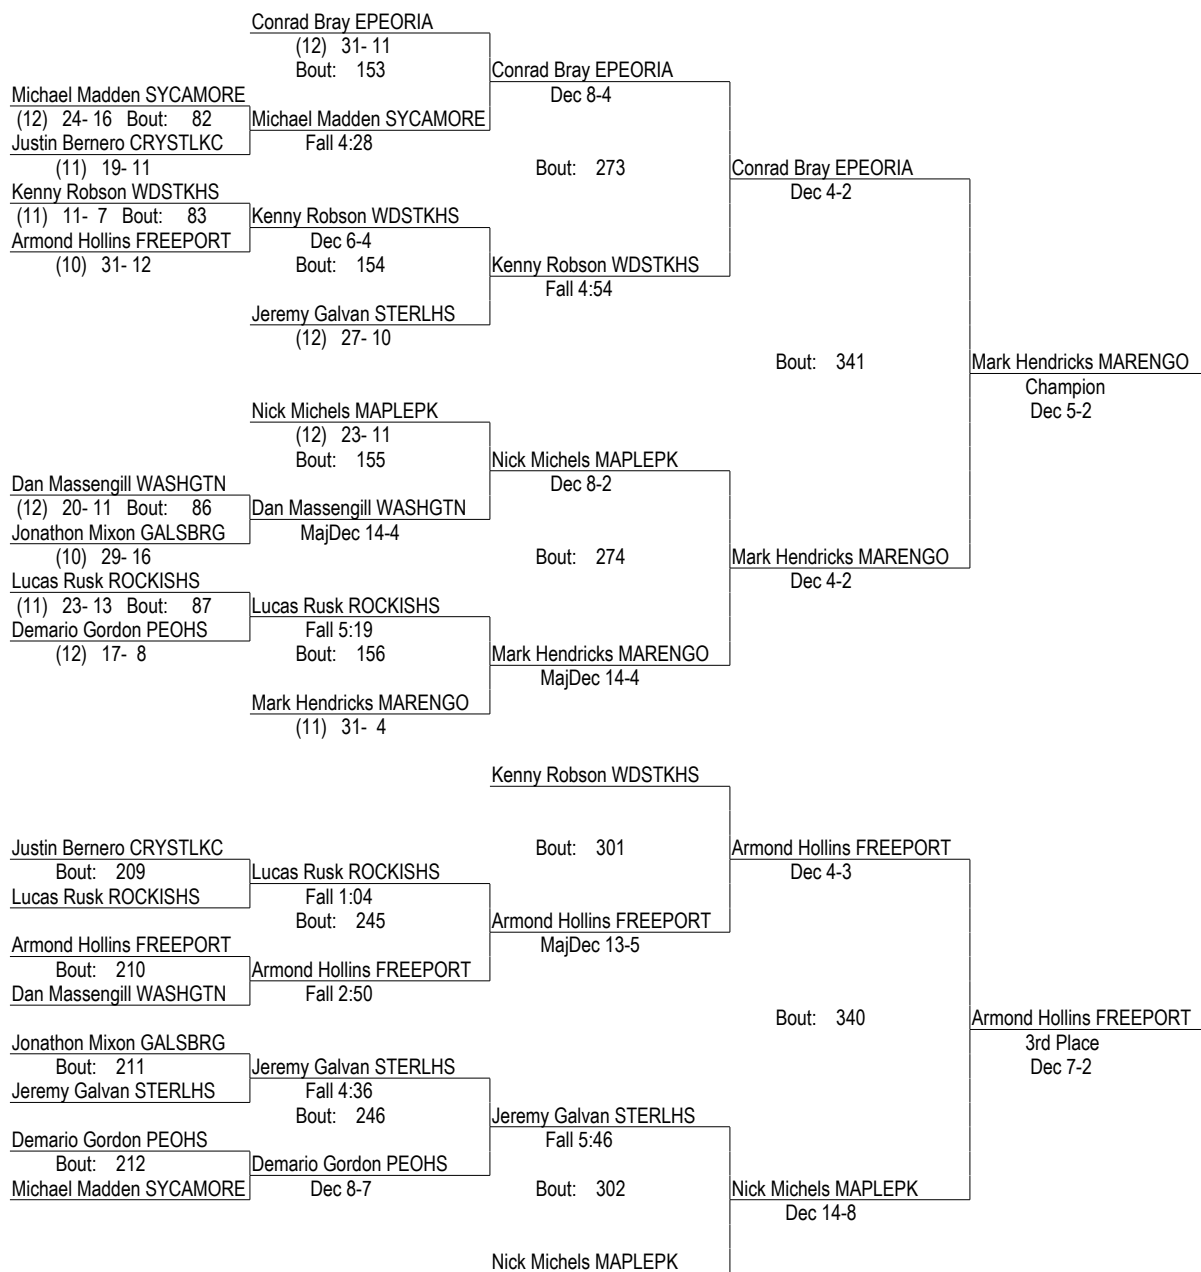 Conrad Bray EPEORIA
(12) 31- 11
Bout: 153
Conrad Bray EPEORIA
Dec 8-4
Michael Madden SYCAMORE
(12) 24- 16 Bout: 82
Michael Madden SYCAMORE
Justin Bernero CRYSTLKC
Fall 4:28
(11) 19- 11
Bout: 273
Conrad Bray EPEORIA
Dec 4-2
Kenny Robson WDSTKHS
(11) 11- 7 Bout: 83
Kenny Robson WDSTKHS
Armond Hollins FREEPORT
Dec 6-4
(10) 31- 12
Bout: 154
Kenny Robson WDSTKHS
Fall 4:54
Jeremy Galvan STERLHS
(12) 27- 10
Bout: 341
Mark Hendricks MARENGO
Champion
Dec 5-2
Nick Michels MAPLEPK
(12) 23- 11
Bout: 155
Nick Michels MAPLEPK
Dec 8-2
Dan Massengill WASHGTN
(12) 20- 11 Bout: 86
Dan Massengill WASHGTN
Jonathon Mixon GALSBRG
MajDec 14-4
(10) 29- 16
Bout: 274
Mark Hendricks MARENGO
Dec 4-2
Lucas Rusk ROCKISHS
(11) 23- 13 Bout: 87
Lucas Rusk ROCKISHS
Demario Gordon PEOHS
Fall 5:19
(12) 17- 8
Bout: 156
Mark Hendricks MARENGO
MajDec 14-4
Mark Hendricks MARENGO
(11) 31- 4
Kenny Robson WDSTKHS
Justin Bernero CRYSTLKC
Bout: 301
Armond Hollins FREEPORT
Bout: 209
Lucas Rusk ROCKISHS
Dec 4-3
Lucas Rusk ROCKISHS
Fall 1:04
Bout: 245
Armond Hollins FREEPORT
MajDec 13-5
Armond Hollins FREEPORT
Bout: 210
Armond Hollins FREEPORT
Dan Massengill WASHGTN
Fall 2:50
Bout: 340
Armond Hollins FREEPORT
3rd Place
Dec 7-2
Jonathon Mixon GALSBRG
Bout: 211
Jeremy Galvan STERLHS
Jeremy Galvan STERLHS
Fall 4:36
Bout: 246
Jeremy Galvan STERLHS
Fall 5:46
Demario Gordon PEOHS
Bout: 212
Demario Gordon PEOHS
Michael Madden SYCAMORE
Dec 8-7
Bout: 302
Nick Michels MAPLEPK
Dec 14-8
Nick Michels MAPLEPK